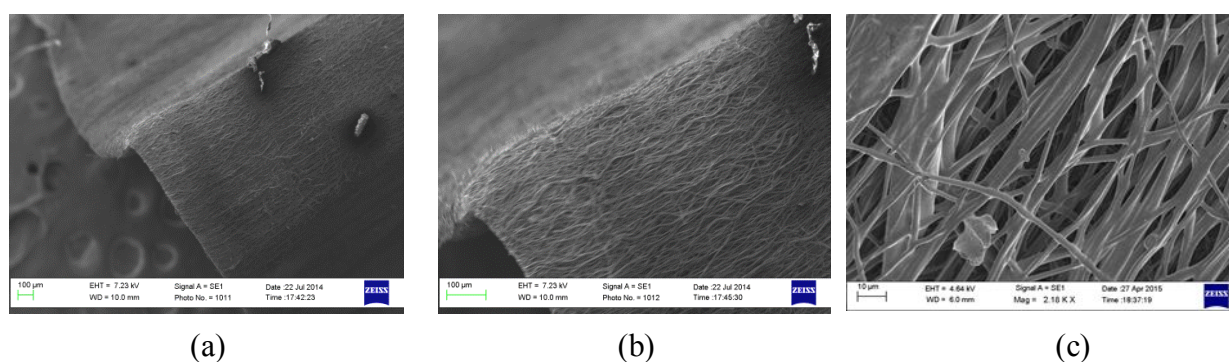 100 µm
EHT = 7.23 kV
WD = 10.0 mm
Signal A = SE1
Photo No. = 1011
Date :22 Jul 2014
Time :17:42:23
ZEISS
100 µm
EHT = 7.23 kV
WD = 10.0 mm
Signal A = SE1
Photo No. = 1012
Date :22 Jul 2014
Time :17:45:30
ZEISS
10 µm
EHT = 4.64 kV
WD = 6.0 mm
Signal A = SE1
Mag = 2.16 K X
Date :27 Apr 2015
Time :18:37:19
ZEISS
(a)
(b)
(c)